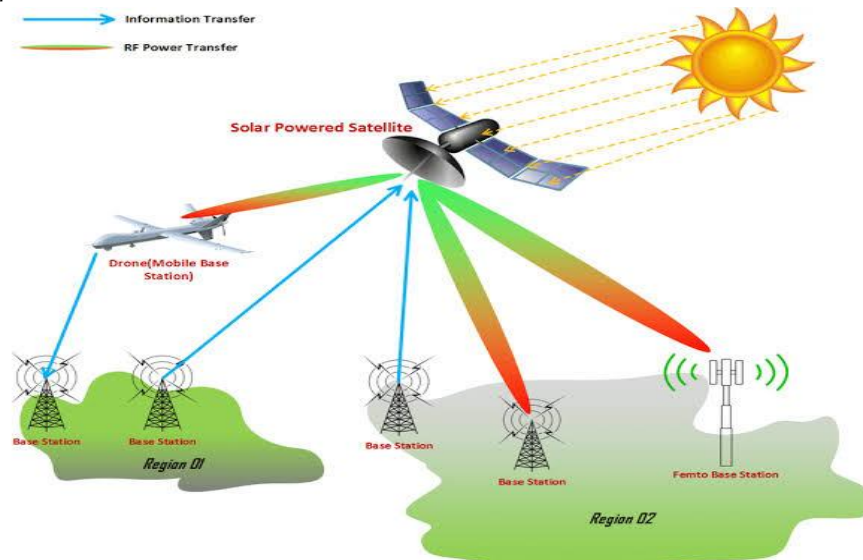 Information Transfer
RF Power Transfer
Solar Powered Satellite
Drone(Mobile Base
Station)
Base Station
Base Station
Base Station
Base Station
Femto Base Station
Region 01
Region 02